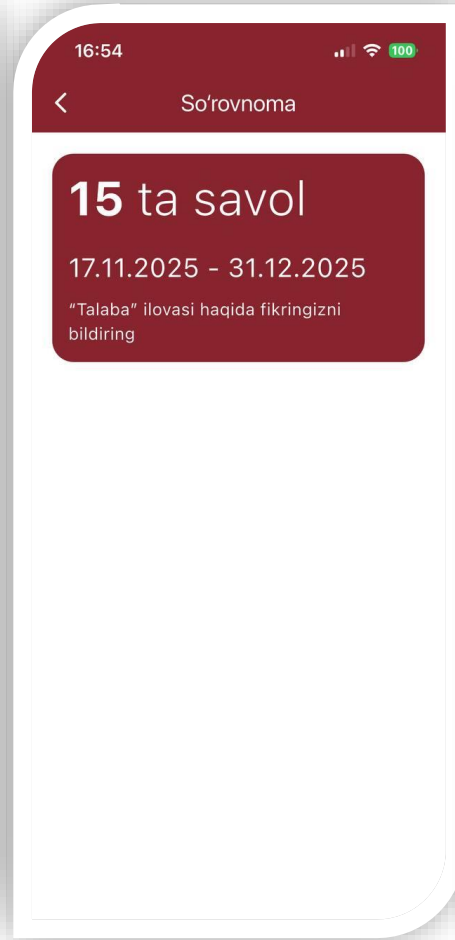 16:54
100
So‘rovnoma
15 ta savol
17.11.2025 - 31.12.2025
“Talaba” ilovasi haqida fikringizni
bildiring